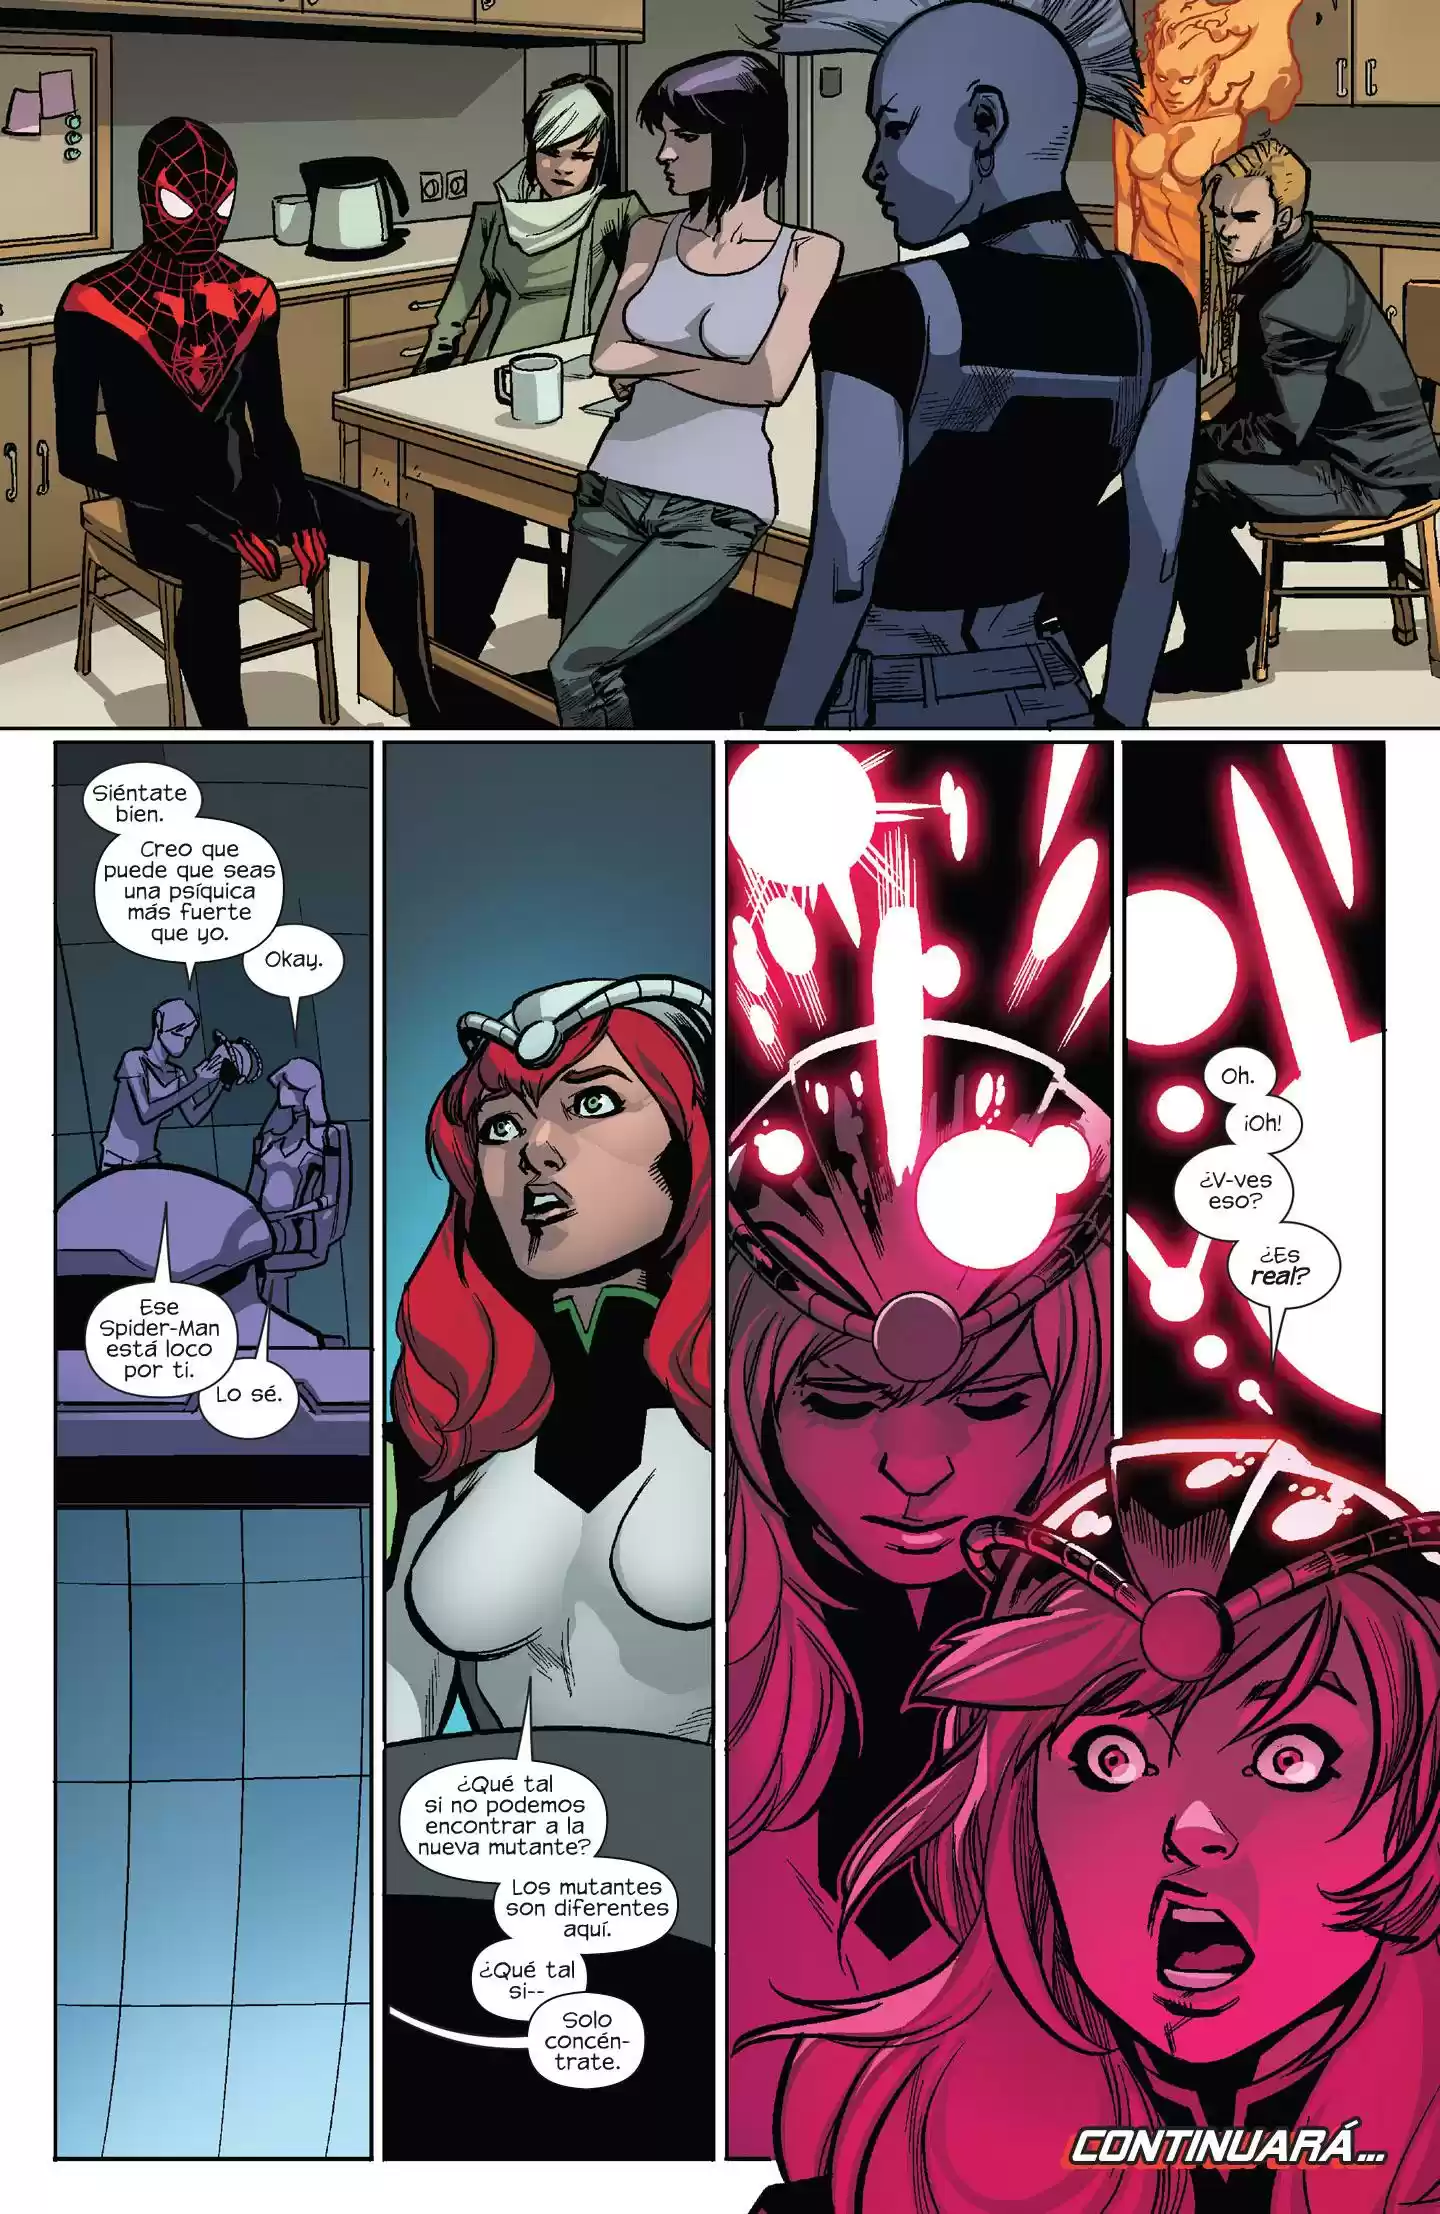 Siéntate
bien.
Creo que
puede que seas
una psíquica
más fuerte
que yo.
Okay.
Ese
Spider-Man
está loco
por ti.
Lo sé.
¿Qué tal
si no podemos
encontrar a la
nueva mutante?
Los mutantes
son diferentes
aquí.
¿Qué tal
si--
Solo
concén-
trate.
Oh.
¡Oh!
¿V-ves
eso?
¿Es
real?
CONTINUARÁ...